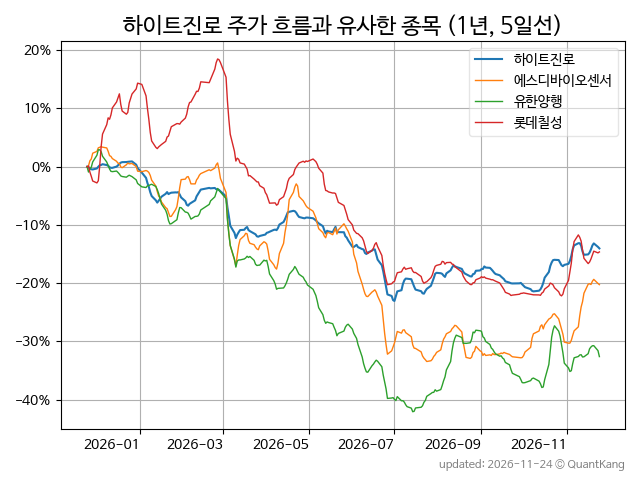 하이트진로 주가 흐름과 유사한 종목 (1년, 5일선)
하이트진로
에스디바이오센서
유한양행
롯데칠성
20%
10%
0%
−10%
−20%
−30%
−40%
2026-01
2026-03
2026-05
2026-07
2026-09
2026-11
updated: 2026-11-24 © QuantKang